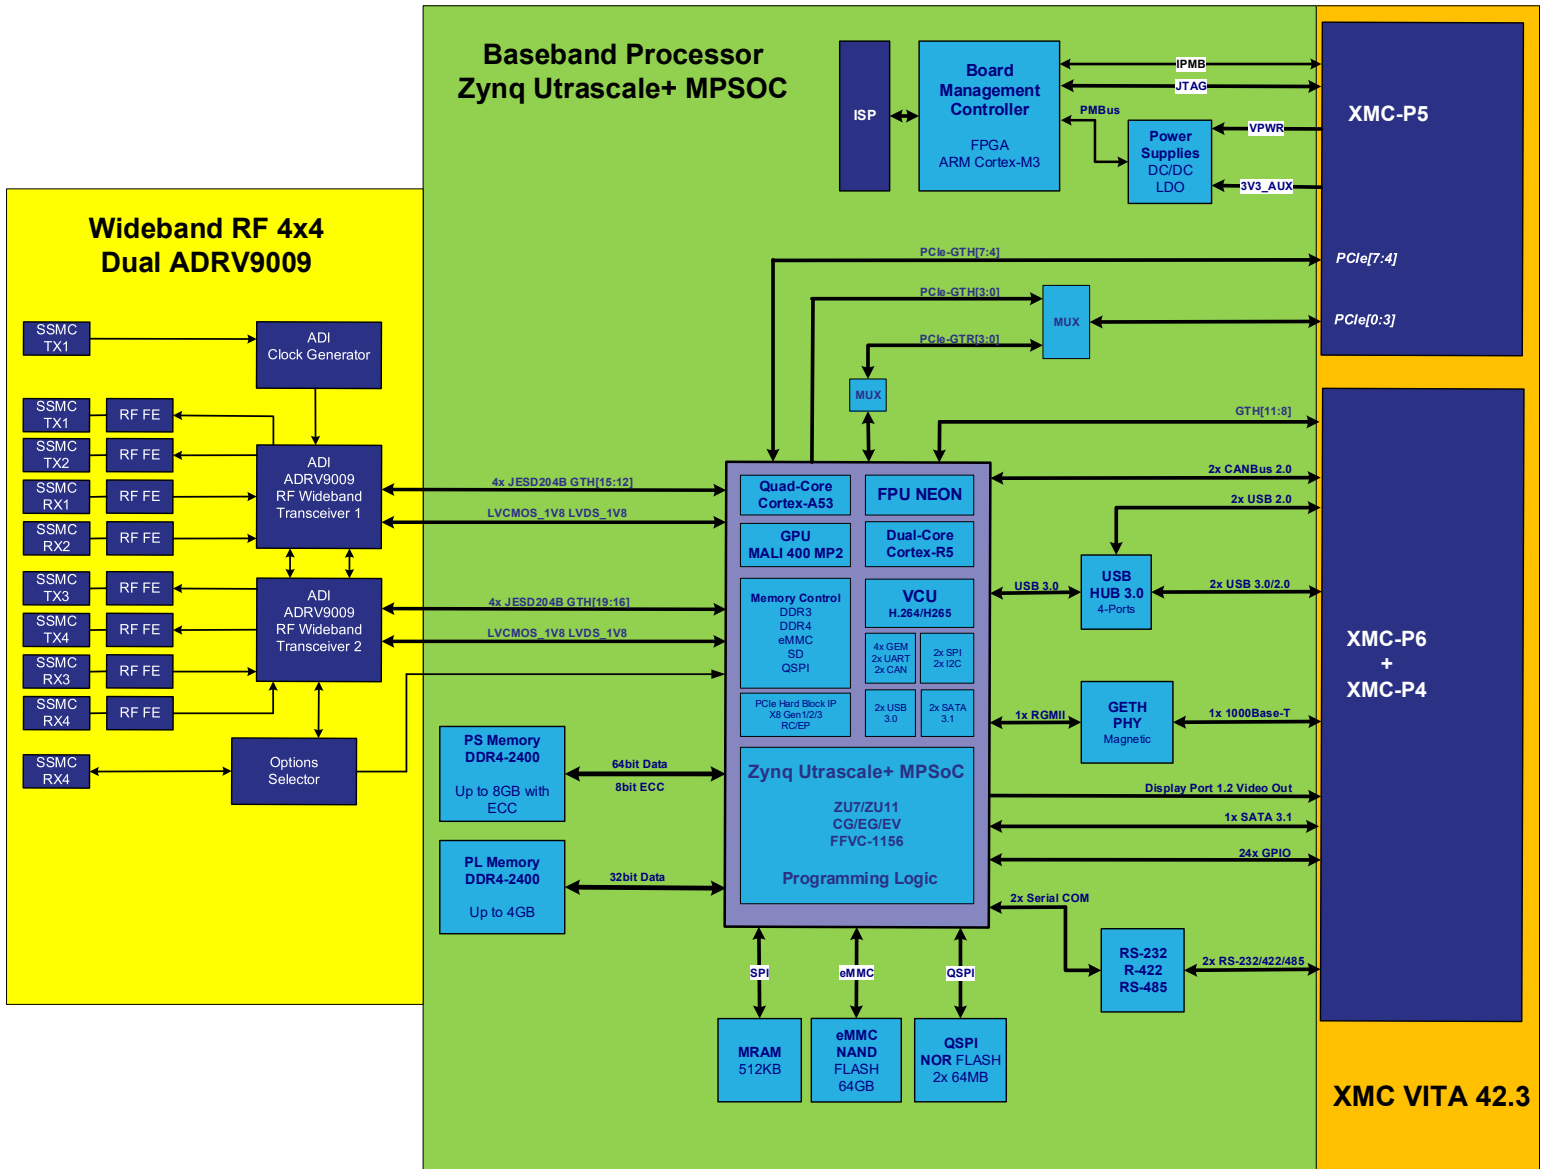 Baseband Processor
Zynq Utrascale+ MPSOC
ISP
Board
Management
Controller
FPGA
ARM Cortex-M3
IPMB
JTAG
PMBus
Power
Supplies
DC/DC
LDO
VPWR
3V3_AUX
XMC-P5
PCIe[7:4]
PCIe[0:3]
PCIe-GTH[7:4]
PCIe-GTH[3:0]
PCIe-GTR[3:0]
MUX
MUX
Wideband RF 4x4
Dual ADRV9009
SSMC
TX1
ADI
Clock Generator
SSMC
TX1
RF FE
SSMC
TX2
RF FE
SSMC
RX1
RF FE
SSMC
RX2
RF FE
ADI
ADRV9009
RF Wideband
Transceiver 1
SSMC
TX3
RF FE
SSMC
TX4
RF FE
SSMC
RX3
RF FE
SSMC
RX4
RF FE
ADI
ADRV9009
RF Wideband
Transceiver 2
SSMC
RX4
Options
Selector
4x JESD204B GTH[15:12]
LVCMOS_1V8 LVDS_1V8
4x JESD204B GTH[19:16]
LVCMOS_1V8 LVDS_1V8
PS Memory
DDR4-2400
Up to 8GB with
ECC
64bit Data
8bit ECC
PL Memory
DDR4-2400
Up to 4GB
32bit Data
Quad-Core
Cortex-A53
FPU NEON
GPU
MALI 400 MP2
Dual-Core
Cortex-R5
Memory Control
DDR3
DDR4
eMMC
SD
QSPI
VCU
H.264/H265
4x GEM
2x UART
2x CAN
2x SPI
2x I2C
PCIe Hard Block IP
X8 Gen1/2/3
RC/EP
2x USB
3.0
2x SATA
3.1
Zynq Utrascale+ MPSoC
ZU7/ZU11
CG/EG/EV
FFVC-1156
Programming Logic
SPI
eMMC
QSPI
MRAM
512KB
eMMC
NAND
FLASH
64GB
QSPI
NOR FLASH
2x 64MB
GTH[11:8]
2x CANBus 2.0
2x USB 2.0
USB 3.0
USB
HUB 3.0
4-Ports
2x USB 3.0/2.0
1x RGMII
GETH
PHY
Magnetic
1x 1000Base-T
Display Port 1.2 Video Out
1x SATA 3.1
24x GPIO
2x Serial COM
RS-232
R-422
RS-485
2x RS-232/422/485
XMC-P6
+
XMC-P4
XMC VITA 42.3